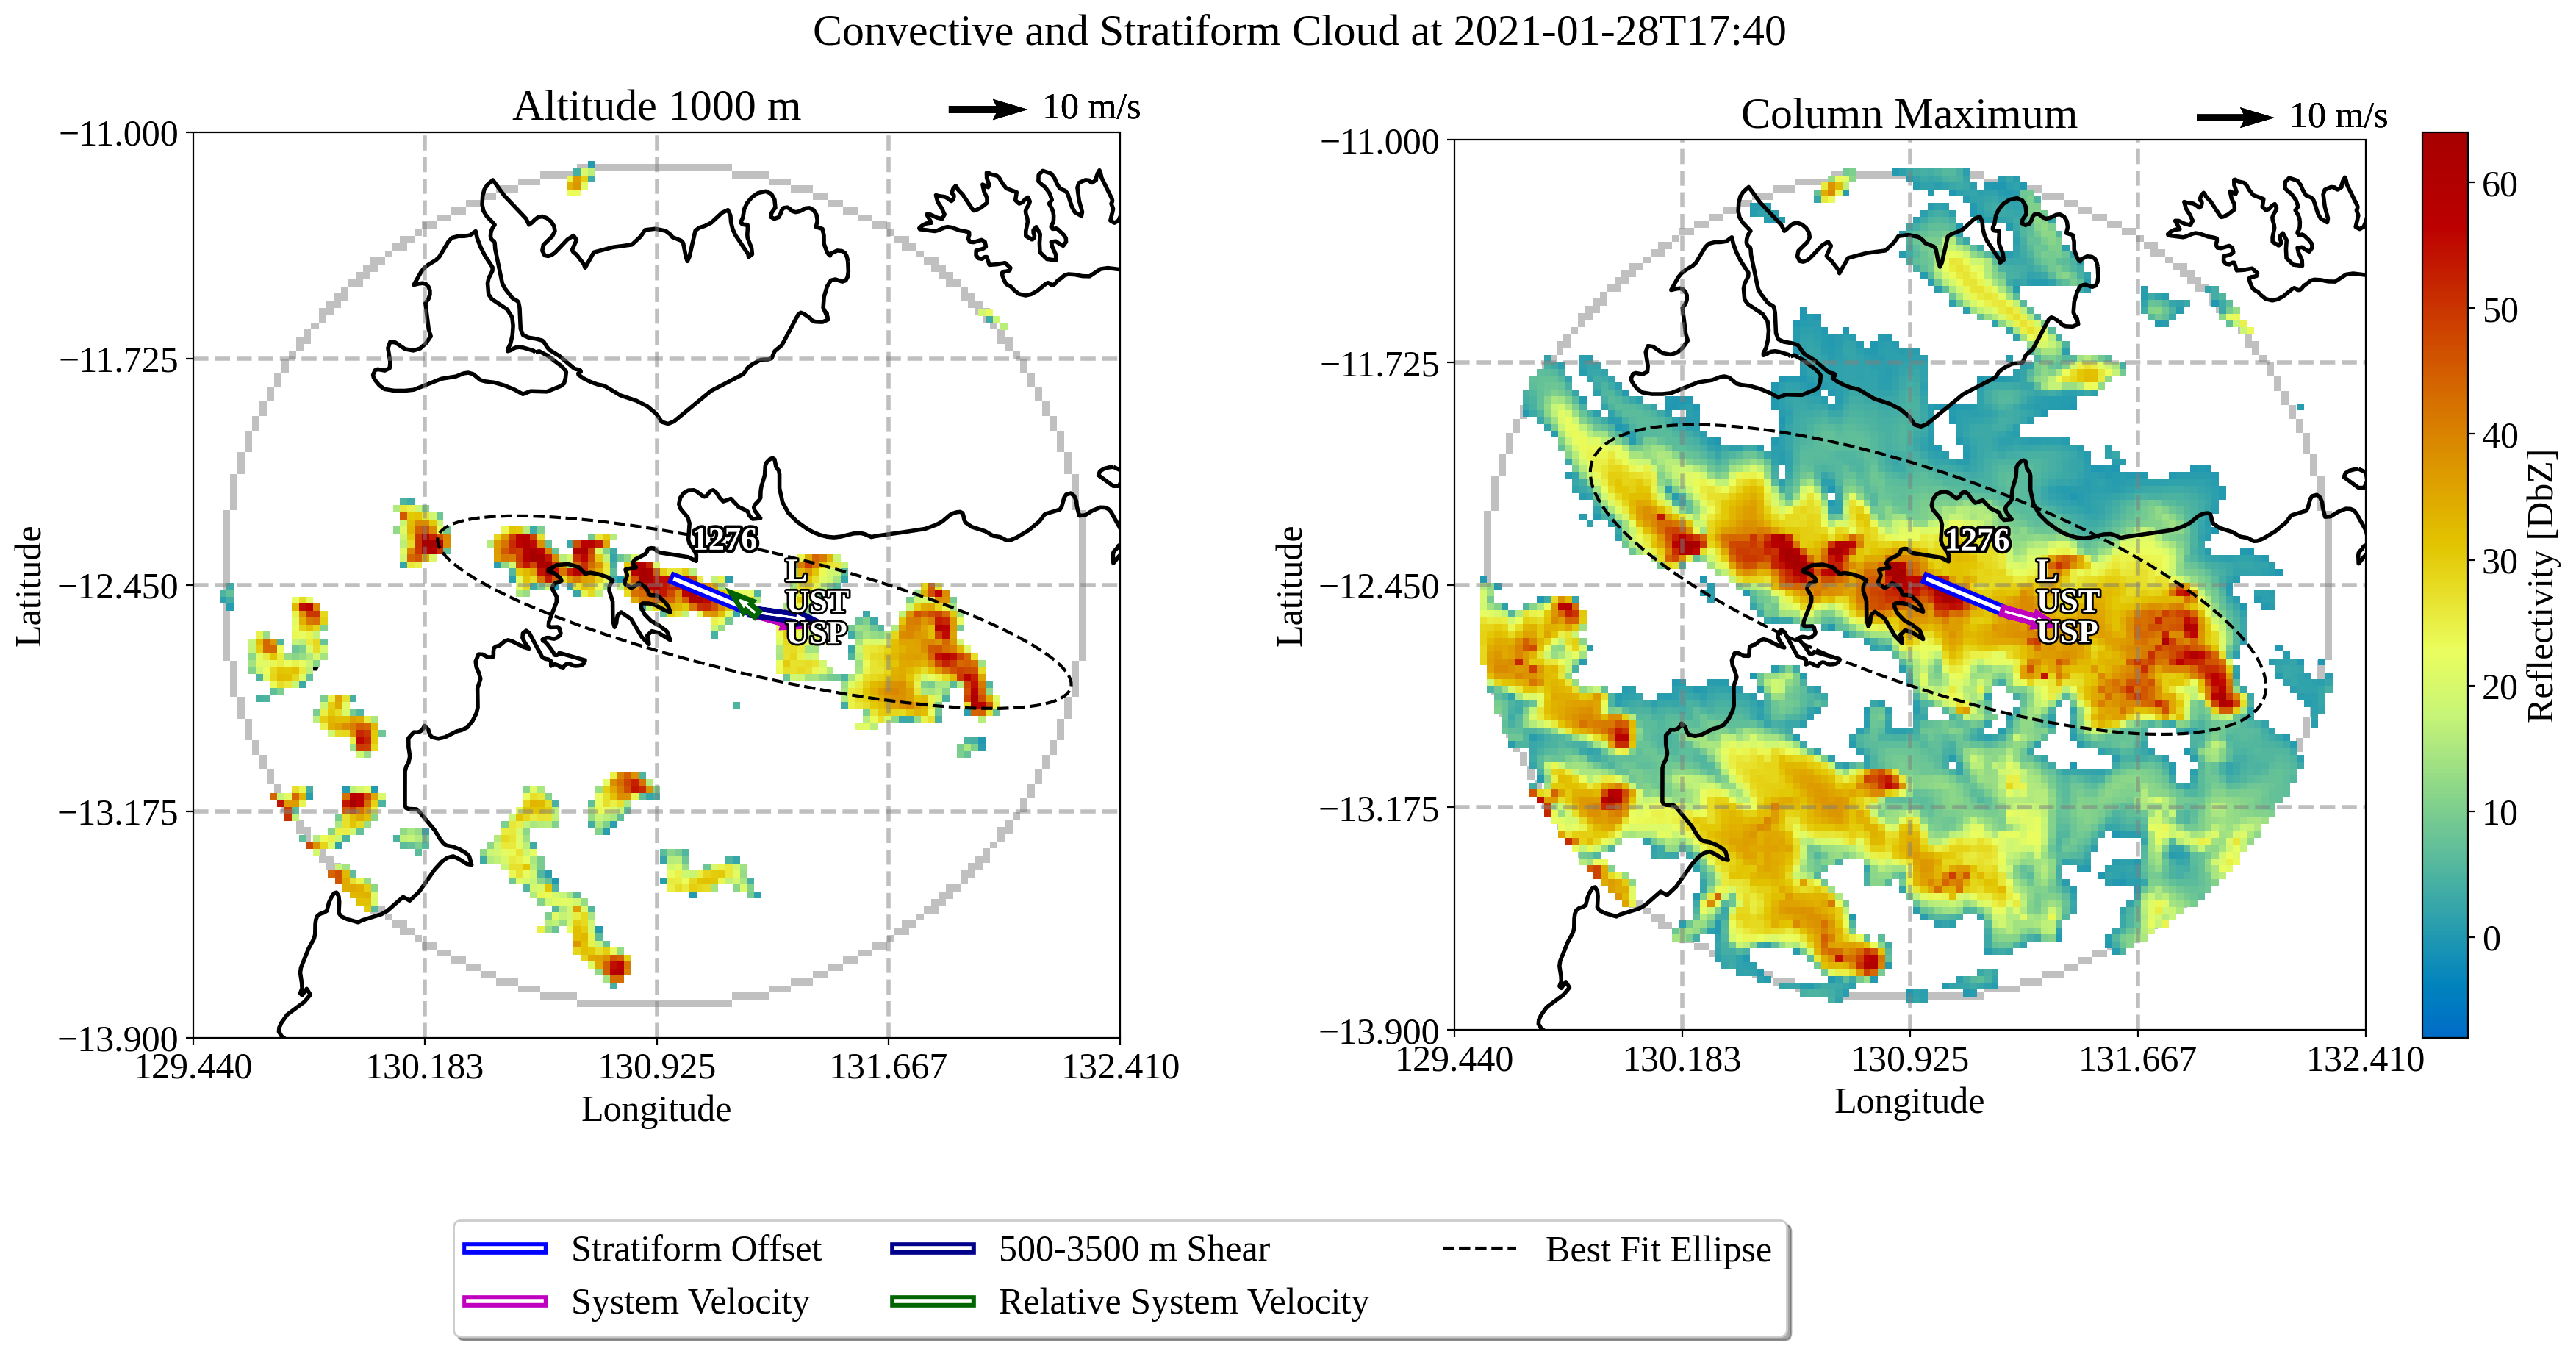 Convective and Stratiform Cloud at 2021-01-28T17:40
Altitude 1000 m
10 m/s
−11.000
−11.725
−12.450
−13.175
−13.900
129.440
130.183
130.925
131.667
132.410
Latitude
Longitude
1276
L
UST
USP
Column Maximum
10 m/s
−11.000
−11.725
−12.450
−13.175
−13.900
129.440
130.183
130.925
131.667
132.410
Latitude
Longitude
1276
L
UST
USP
60
50
40
30
20
10
0
Reflectivity [DbZ]
Stratiform Offset
System Velocity
500-3500 m Shear
Relative System Velocity
Best Fit Ellipse